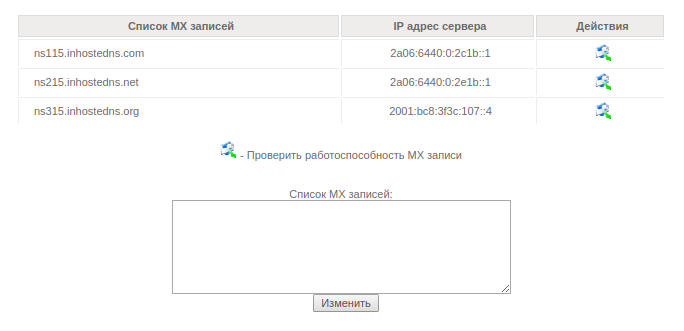 Список MX записей IP адрес сервера Действия
ns115.inhostedns.com 2a06:6440:0:2c1b::1
ns215.inhostedns.net 2a06:6440:0:2e1b::1
ns315.inhostedns.org 2001:bc8:3f3c:107::4
- Проверить работоспособность MX записи
Список MX записей:
Изменить